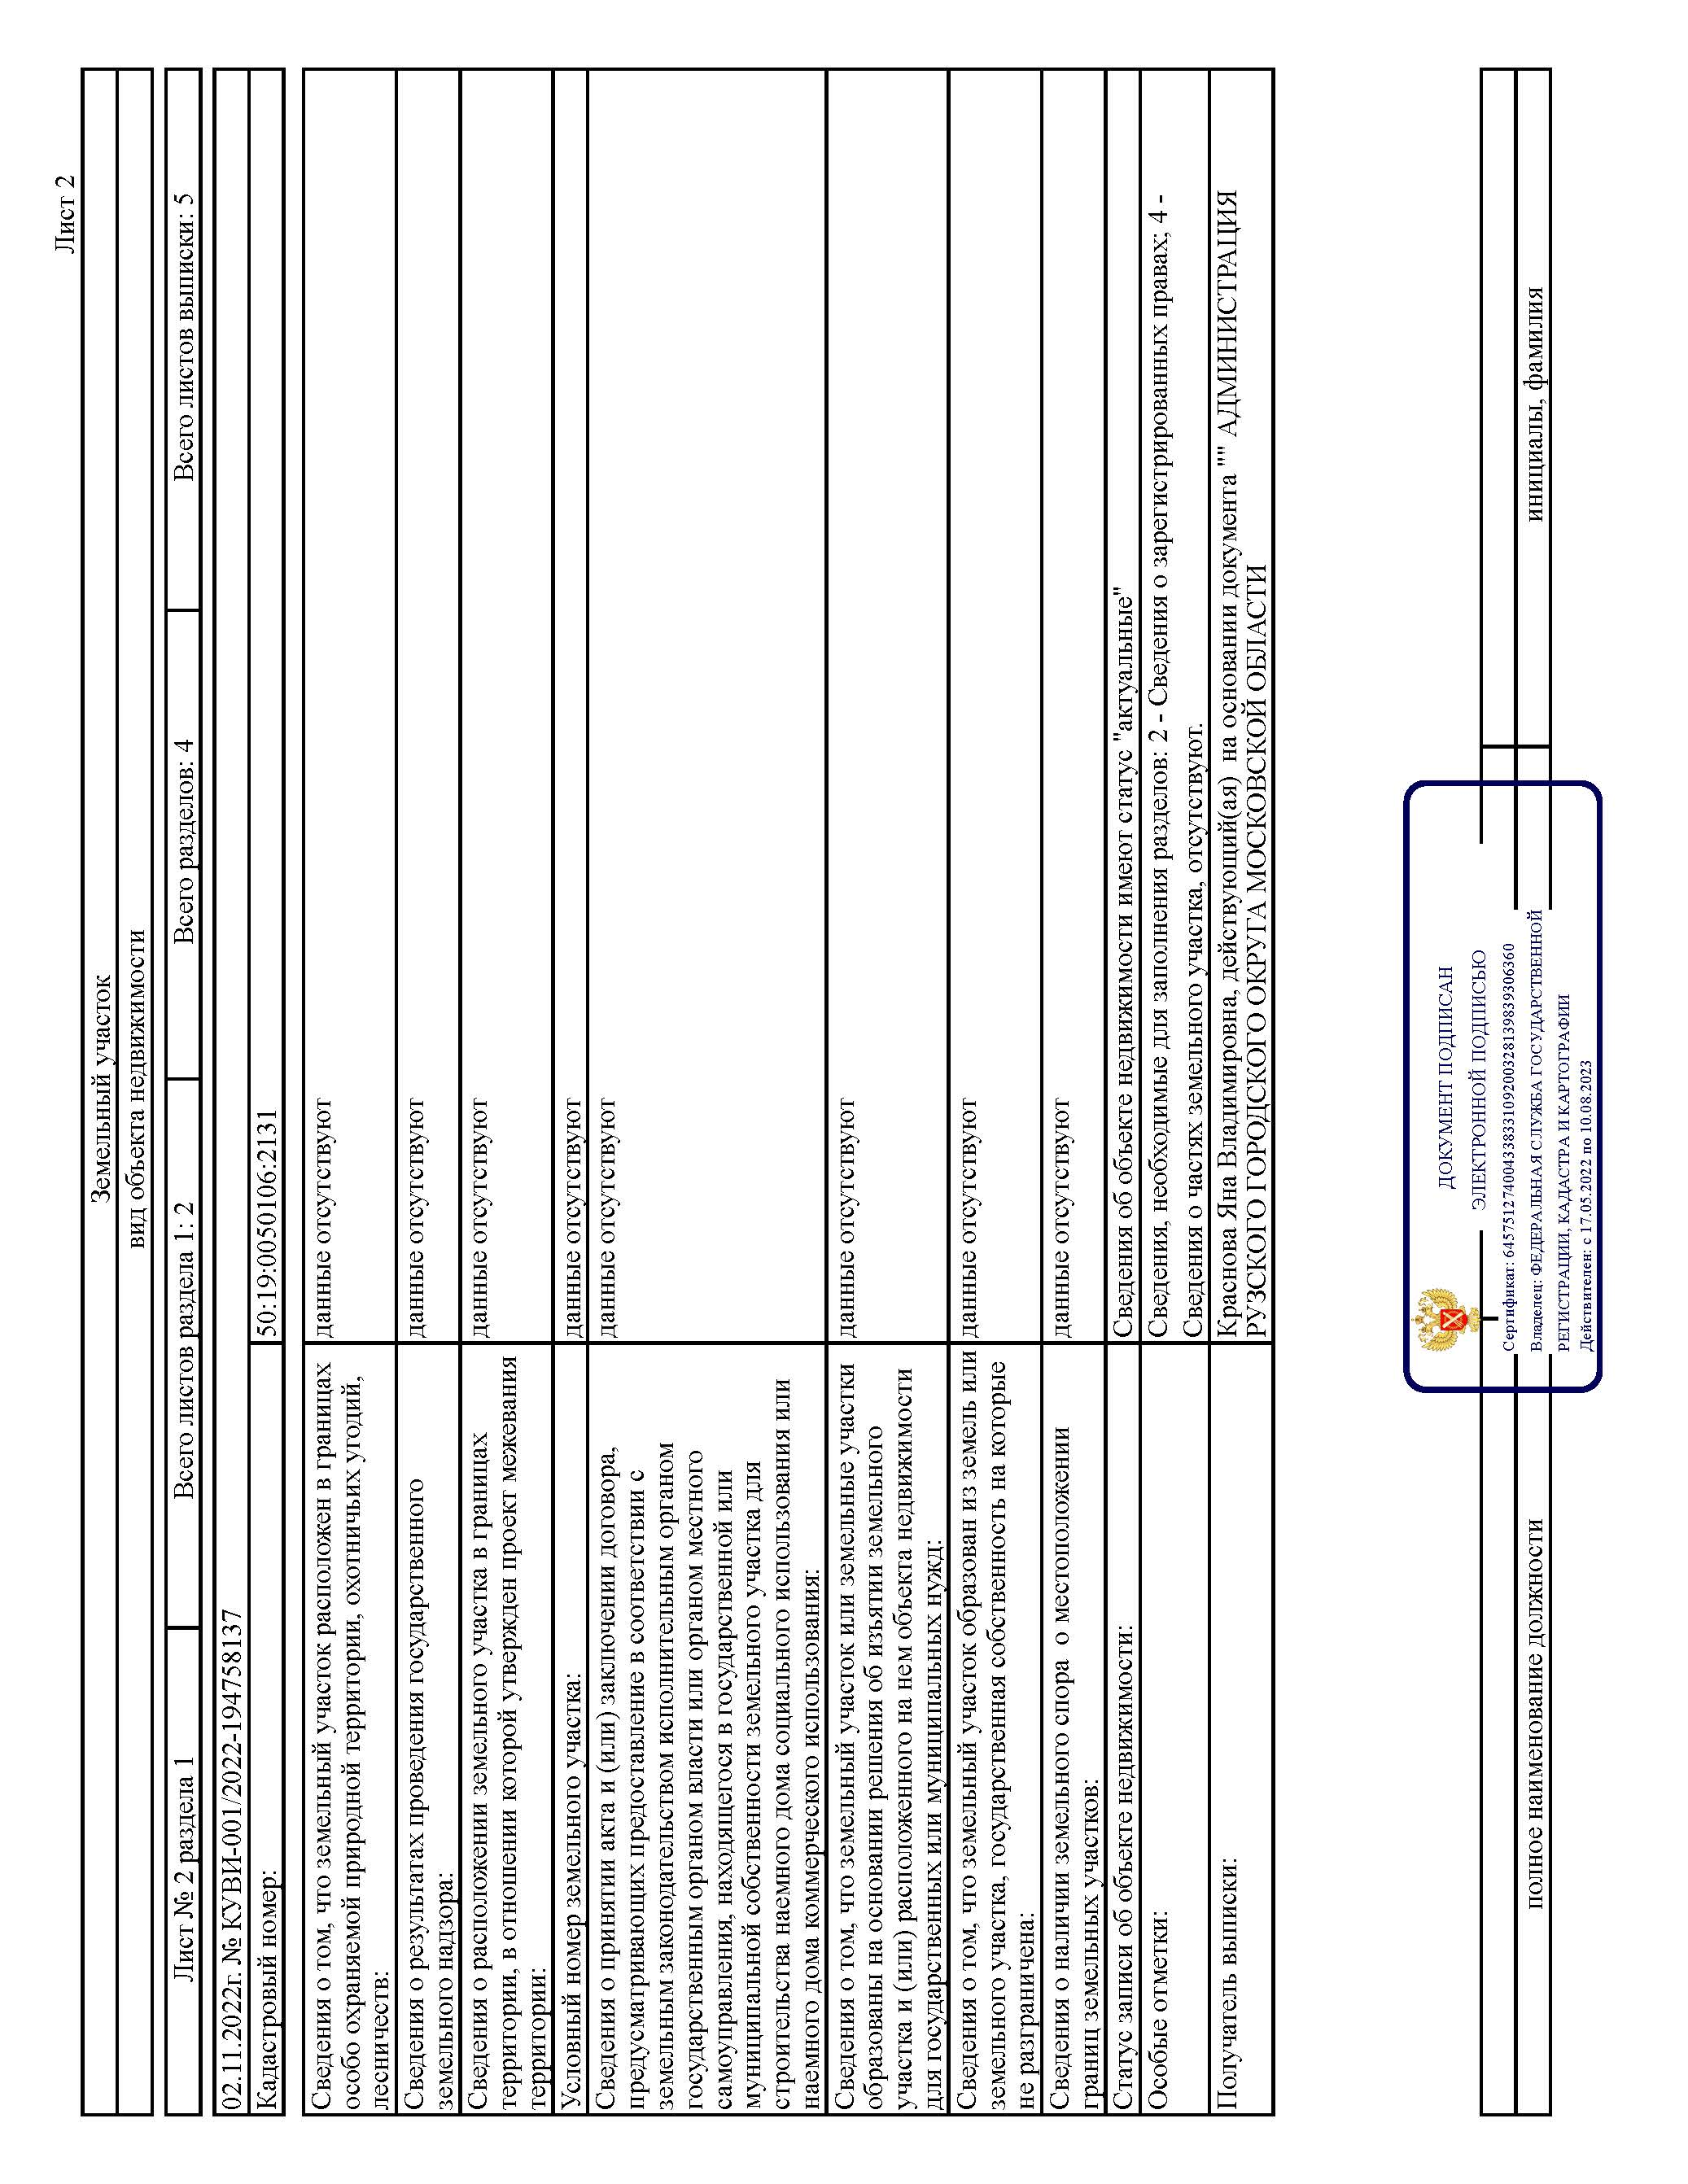 Лист 2
Земельный участок
вид объекта недвижимости
Лист № 2 раздела 1
Всего листов раздела 1: 2
Всего разделов: 4
Всего листов выписки: 5
02.11.2022г. № КУВИ-001/2022-194758137
Кадастровый номер:
50:19:0050106:2131
Сведения о том, что земельный участок расположен в границах
особо охраняемой природной территории, охотничьих угодий,
лесничеств:
данные отсутствуют
Сведения о результатах проведения государственного
земельного надзора:
данные отсутствуют
Сведения о расположении земельного участка в границах
территории, в отношении которой утвержден проект межевания
территории:
данные отсутствуют
Условный номер земельного участка:
данные отсутствуют
Сведения о принятии акта и (или) заключении договора,
предусматривающих предоставление в соответствии с
земельным законодательством исполнительным органом
государственным органом власти или органом местного
самоуправления, находящегося в государственной или
муниципальной собственности земельного участка для
строительства наемного дома социального использования или
наемного дома коммерческого использования:
данные отсутствуют
Сведения о том, что земельный участок или земельные участки
образованы на основании решения об изъятии земельного
участка и (или) расположенного на нем объекта недвижимости
для государственных или муниципальных нужд:
данные отсутствуют
Сведения о том, что земельный участок образован из земель или
земельного участка, государственная собственность на которые
не разграничена:
данные отсутствуют
Сведения о наличии земельного спора о местоположении
границ земельных участков:
данные отсутствуют
Статус записи об объекте недвижимости:
Сведения об объекте недвижимости имеют статус "актуальные"
Особые отметки:
Сведения, необходимые для заполнения разделов: 2 - Сведения о зарегистрированных правах; 4 -
Сведения о частях земельного участка, отсутствуют.
Получатель выписки:
Краснова Яна Владимировна, действующий(ая) на основании документа "" АДМИНИСТРАЦИЯ
РУЗСКОГО ГОРОДСКОГО ОКРУГА МОСКОВСКОЙ ОБЛАСТИ
полное наименование должности
ДОКУМЕНТ ПОДПИСАН
ЭЛЕКТРОННОЙ ПОДПИСЬЮ
Сертификат: 64575127400433833109200328139839306360
Владелец: ФЕДЕРАЛЬНАЯ СЛУЖБА ГОСУДАРСТВЕННОЙ
РЕГИСТРАЦИИ, КАДАСТРА И КАРТОГРАФИИ
Действителен: с 17.05.2022 по 10.08.2023
инициалы, фамилия